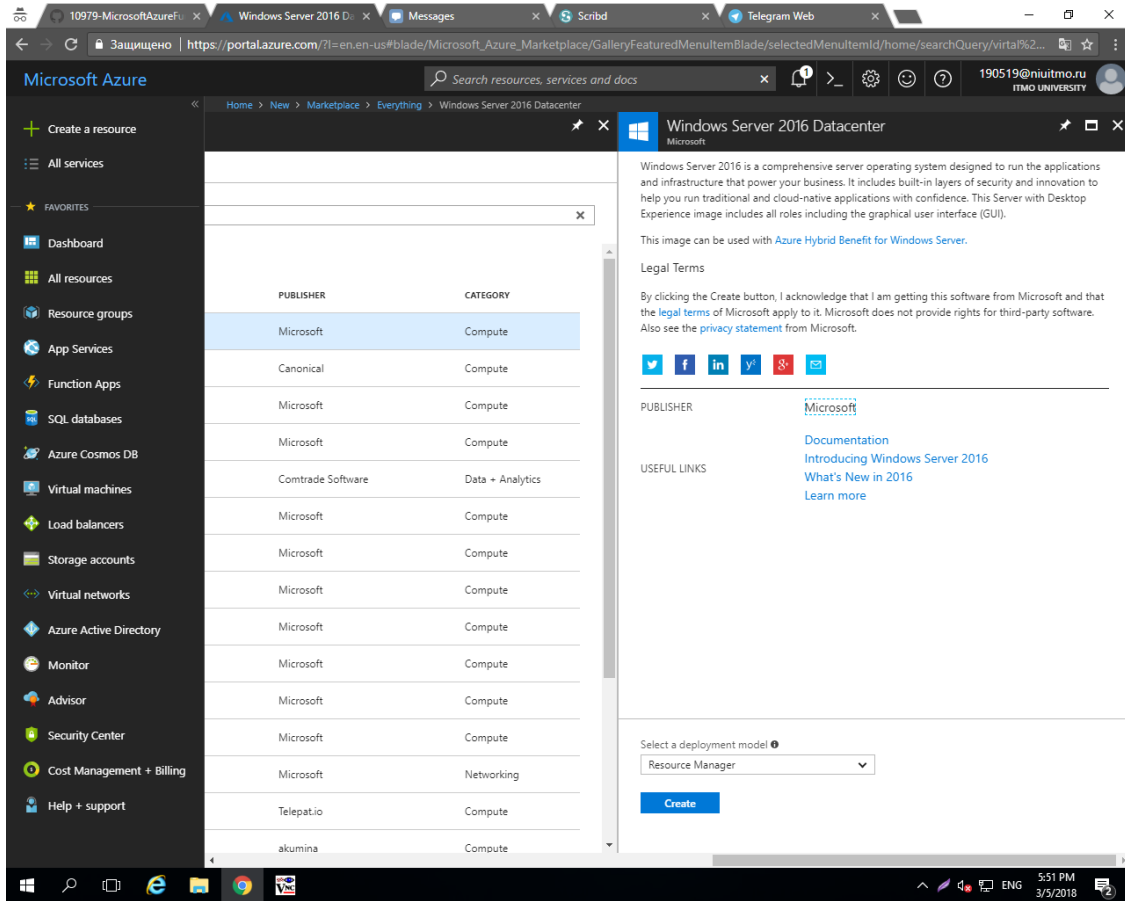 10979-MicrosoftAzureFu
Windows Server 2016 Da
Messages
Scribd
Telegram Web
Защищено
https://portal.azure.com/?l=en.en-us#blade/Microsoft_Azure_Marketplace/GalleryFeaturedMenuItemBlade/selectedMenuItemId/home/searchQuery/virtal%2...
Microsoft Azure
Search resources, services and docs
1
190519@niuitmo.ru
ITMO UNIVERSITY
Home > New > Marketplace > Everything > Windows Server 2016 Datacenter
Create a resource
All services
FAVORITES
Dashboard
All resources
Resource groups
App Services
Function Apps
SQL databases
Azure Cosmos DB
Virtual machines
Load balancers
Storage accounts
Virtual networks
Azure Active Directory
Monitor
Advisor
Security Center
Cost Management + Billing
Help + support
PUBLISHER CATEGORY
Microsoft Compute
Canonical Compute
Microsoft Compute
Microsoft Compute
Comtrade Software Data + Analytics
Microsoft Compute
Microsoft Compute
Microsoft Compute
Microsoft Compute
Microsoft Compute
Microsoft Compute
Microsoft Compute
Microsoft Networking
Telepat.io Compute
akumina Compute
Windows Server 2016 Datacenter
Microsoft
Windows Server 2016 is a comprehensive server operating system designed to run the applications
and infrastructure that power your business. It includes built-in layers of security and innovation to
help you run traditional and cloud-native applications with confidence. This Server with Desktop
Experience image includes all roles including the graphical user interface (GUI).
This image can be used with Azure Hybrid Benefit for Windows Server.
Legal Terms
By clicking the Create button, I acknowledge that I am getting this software from Microsoft and that
the legal terms of Microsoft apply to it. Microsoft does not provide rights for third-party software.
Also see the privacy statement from Microsoft.
PUBLISHER Microsoft
USEFUL LINKS
Documentation
Introducing Windows Server 2016
What's New in 2016
Learn more
Select a deployment model
Resource Manager
Create
ENG
5:51 PM
3/5/2018
2